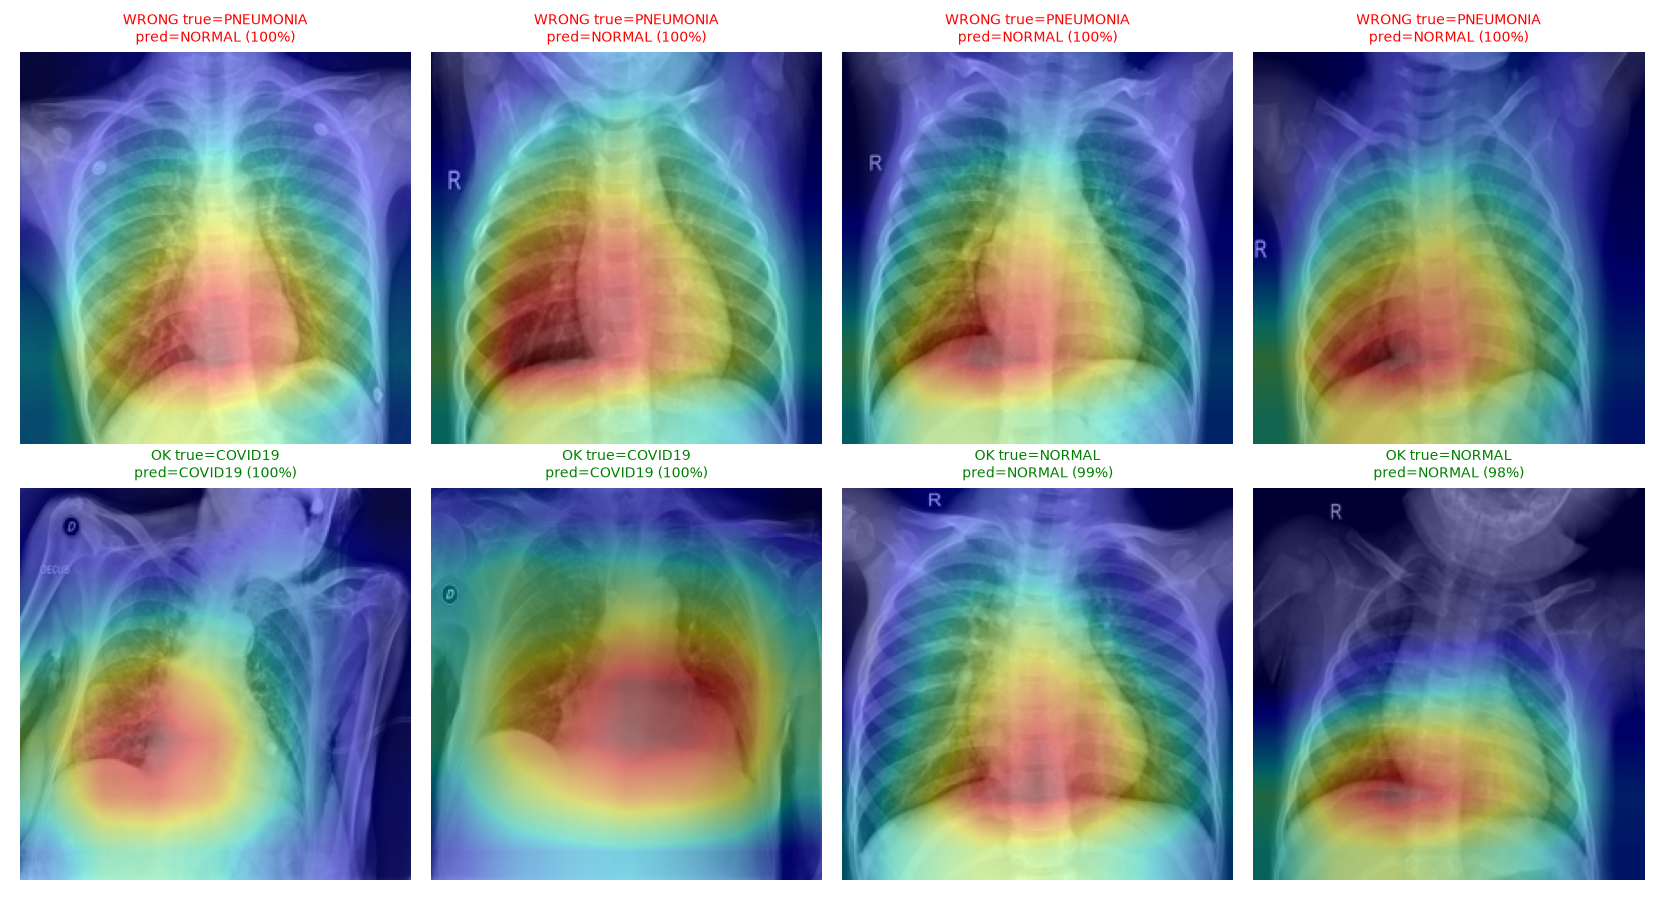 WRONG true=PNEUMONIA
pred=NORMAL (100%)
WRONG true=PNEUMONIA
pred=NORMAL (100%)
WRONG true=PNEUMONIA
pred=NORMAL (100%)
WRONG true=PNEUMONIA
pred=NORMAL (100%)
R
R
R
OK true=COVID19
pred=COVID19 (100%)
OK true=COVID19
pred=COVID19 (100%)
OK true=NORMAL
pred=NORMAL (99%)
OK true=NORMAL
pred=NORMAL (98%)
D
DECUB
D
R
R